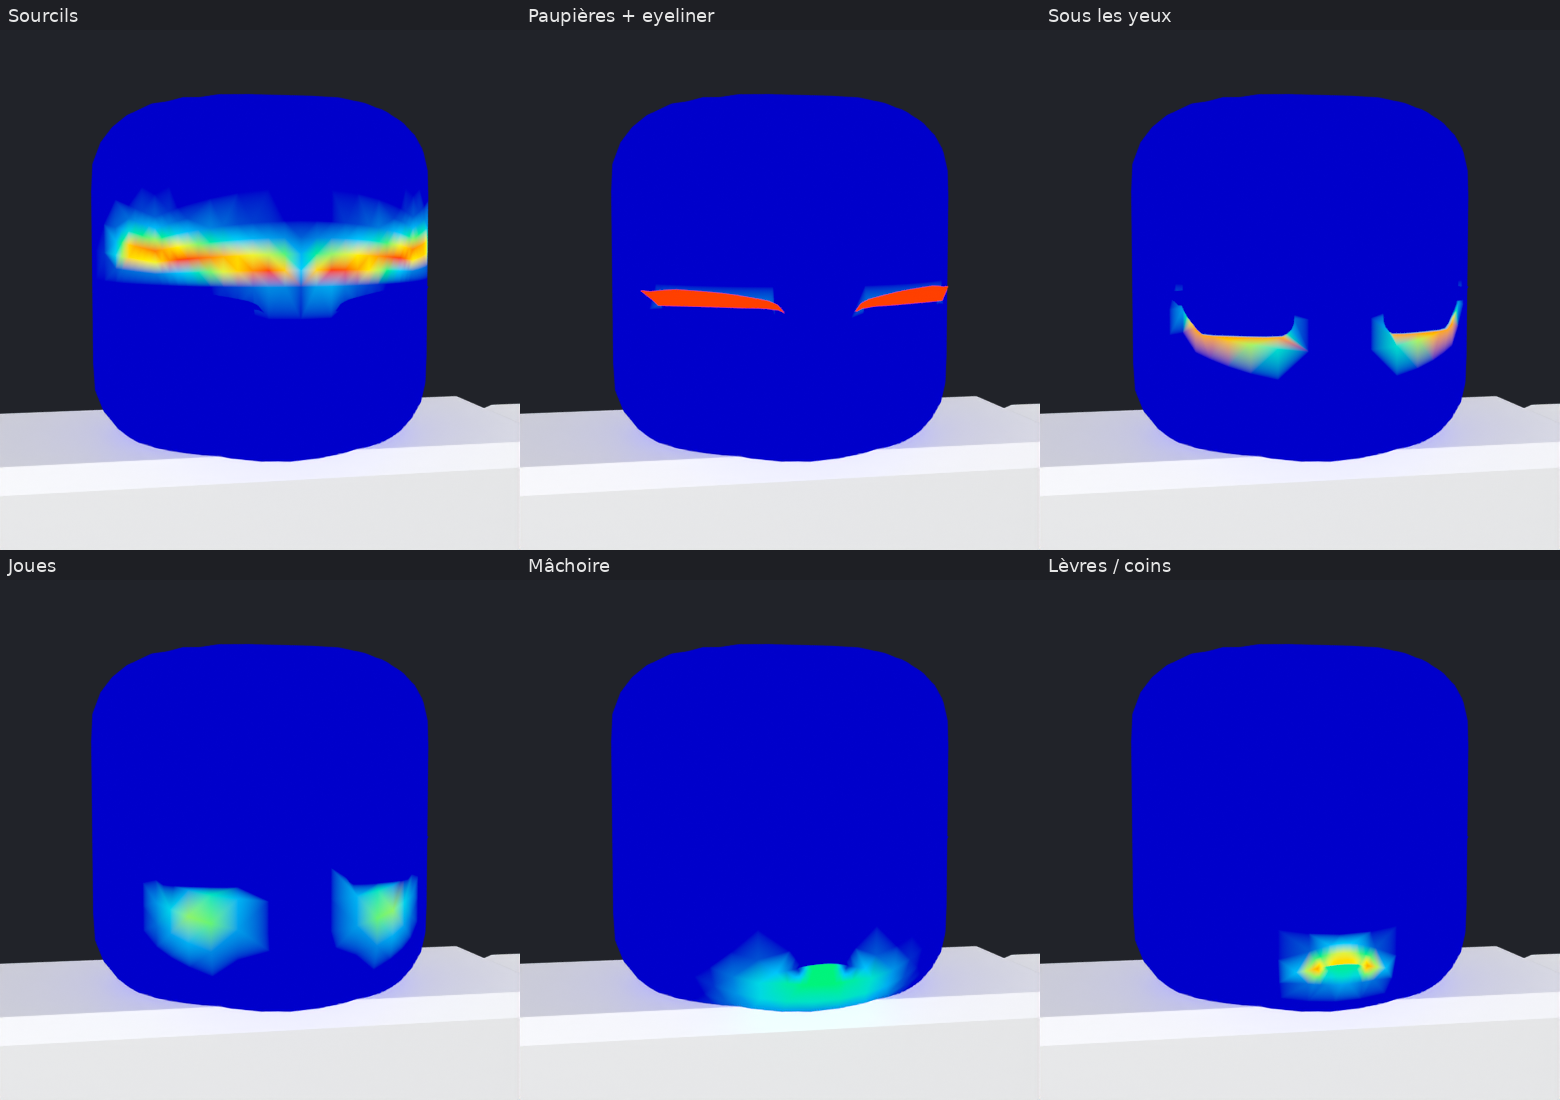 Sourcils
Paupières + eyeliner
Sous les yeux
Joues
Mâchoire
Lèvres / coins